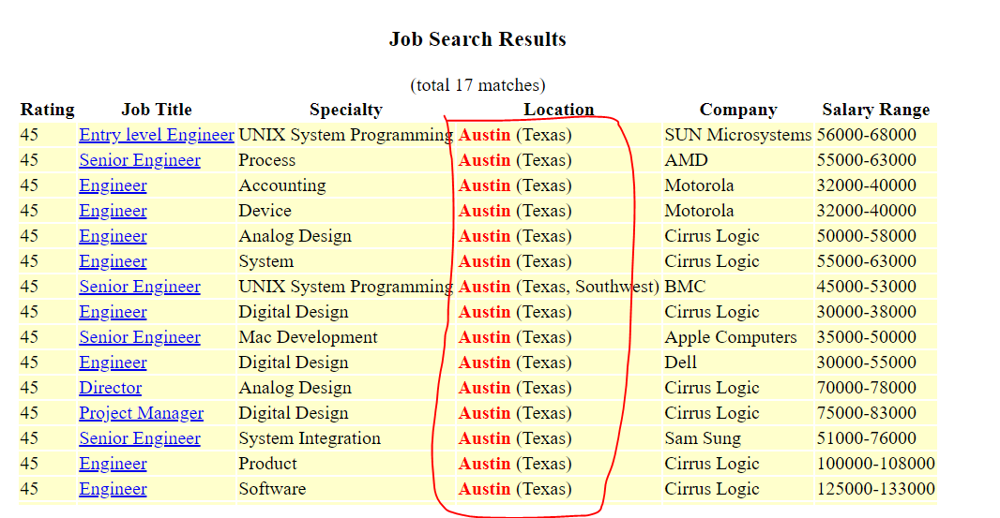 Job Search Results
(total 17 matches)
Rating Job Title Specialty Location Company Salary Range
45 Entry level Engineer UNIX System Programming Austin (Texas) SUN Microsystems 56000-68000
45 Senior Engineer Process Austin (Texas) AMD 55000-63000
45 Engineer Accounting Austin (Texas) Motorola 32000-40000
45 Engineer Device Austin (Texas) Motorola 32000-40000
45 Engineer Analog Design Austin (Texas) Cirrus Logic 50000-58000
45 Engineer System Austin (Texas) Cirrus Logic 55000-63000
45 Senior Engineer UNIX System Programming Austin (Texas, Southwest) BMC 45000-53000
45 Engineer Digital Design Austin (Texas) Cirrus Logic 30000-38000
45 Senior Engineer Mac Development Austin (Texas) Apple Computers 35000-50000
45 Engineer Digital Design Austin (Texas) Dell 30000-55000
45 Director Analog Design Austin (Texas) Cirrus Logic 70000-78000
45 Project Manager Digital Design Austin (Texas) Cirrus Logic 75000-83000
45 Senior Engineer System Integration Austin (Texas) Sam Sung 51000-76000
45 Engineer Product Austin (Texas) Cirrus Logic 100000-108000
45 Engineer Software Austin (Texas) Cirrus Logic 125000-133000